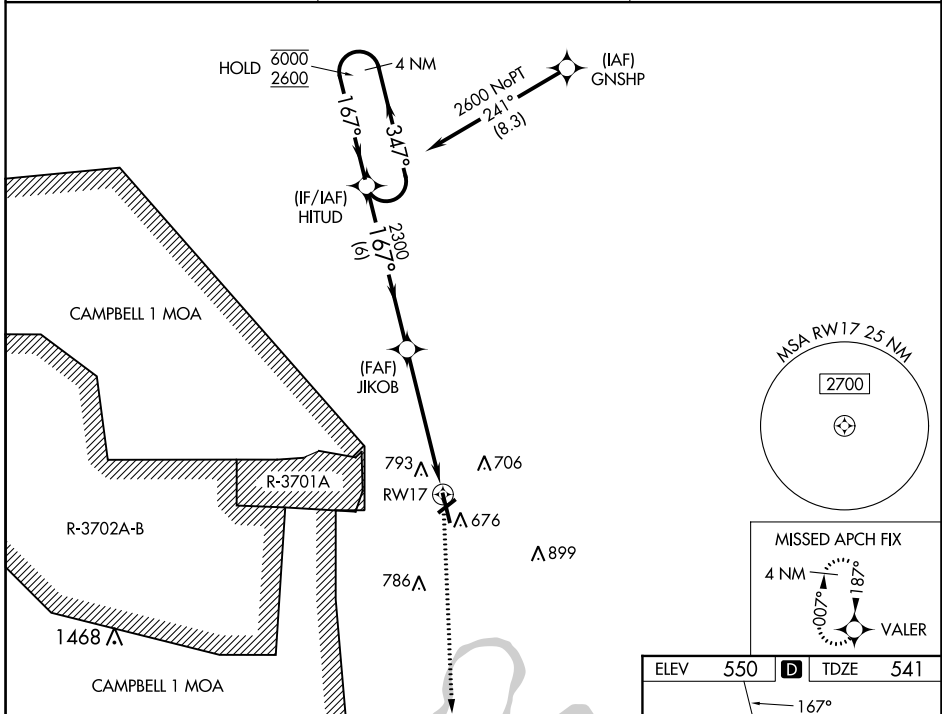 HOLD
6000
2600
4 NM
(IAF)
GNSHP
2600 NoPT
241°
(8.3)
167°
347°
(IF/IAF)
HITUD
2300
167°
(6)
CAMPBELL 1 MOA
(FAF)
JIKOB
MSA RW17 25 NM
2700
793
706
R-3701A
RW17
R-3702A-B
676
899
786
MISSED APCH FIX
4 NM
007°
187°
VALER
1468
CAMPBELL 1 MOA
ELEV 550 D TDZE 541
167°